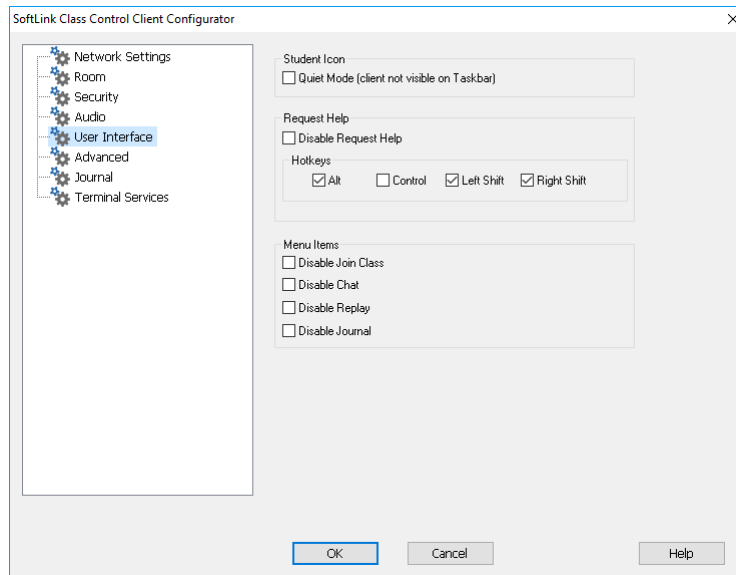 SoftLink Class Control Client Configurator
Network Settings
Room
Security
Audio
User Interface
Advanced
Journal
Terminal Services
Student Icon
Quiet Mode (client not visible on Taskbar)
Request Help
Disable Request Help
Hotkeys
Alt Control Left Shift Right Shift
Menu Items
Disable Join Class
Disable Chat
Disable Replay
Disable Journal
OK Cancel Help